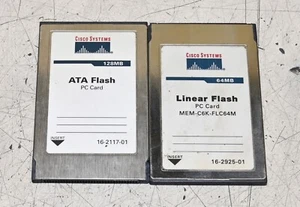 CISCO SYSTEMS
128MB
ATA Flash
PC Card
INSERT
16-2117-01
CISCO SYSTEMS
64MB
Linear Flash
PC Card
MEM-C6K-FLC64M
INSERT
16-2925-01